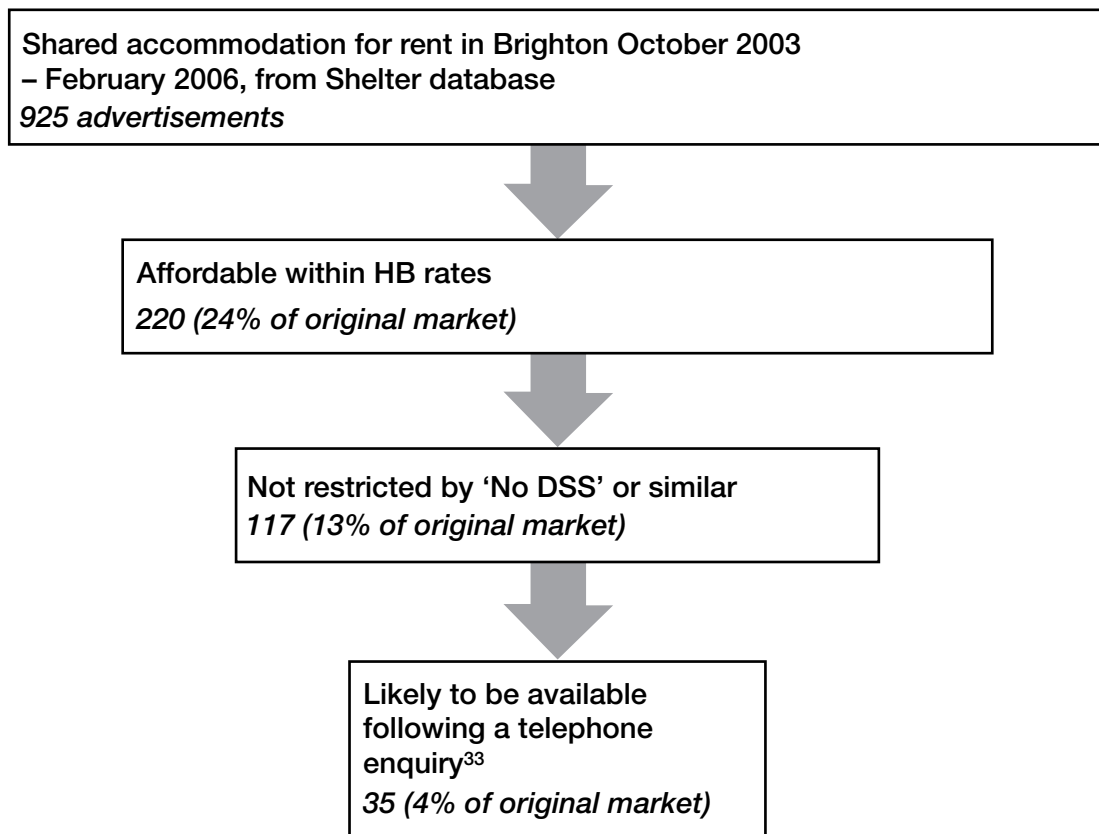 Shared accommodation for rent in Brighton October 2003
– February 2006, from Shelter database
925 advertisements
Affordable within HB rates
220 (24% of original market)
Not restricted by ‘No DSS’ or similar
117 (13% of original market)
Likely to be available
following a telephone
enquiry³³
35 (4% of original market)